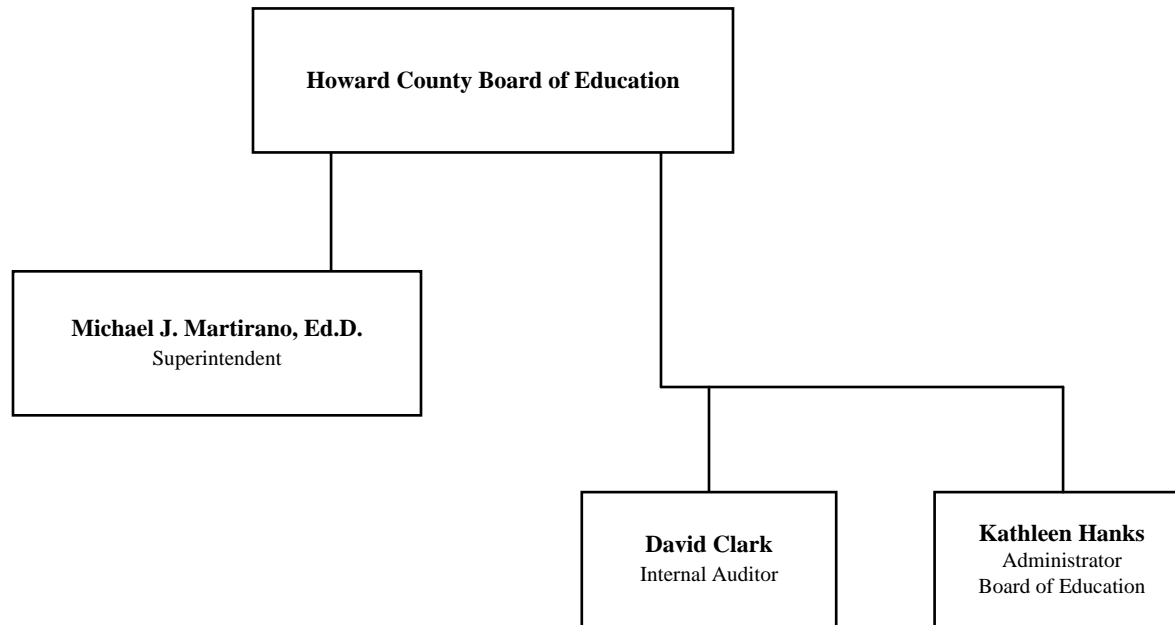 Howard County Board of Education
Michael J. Martirano, Ed.D.
Superintendent
David Clark
Internal Auditor
Kathleen Hanks
Administrator
Board of Education